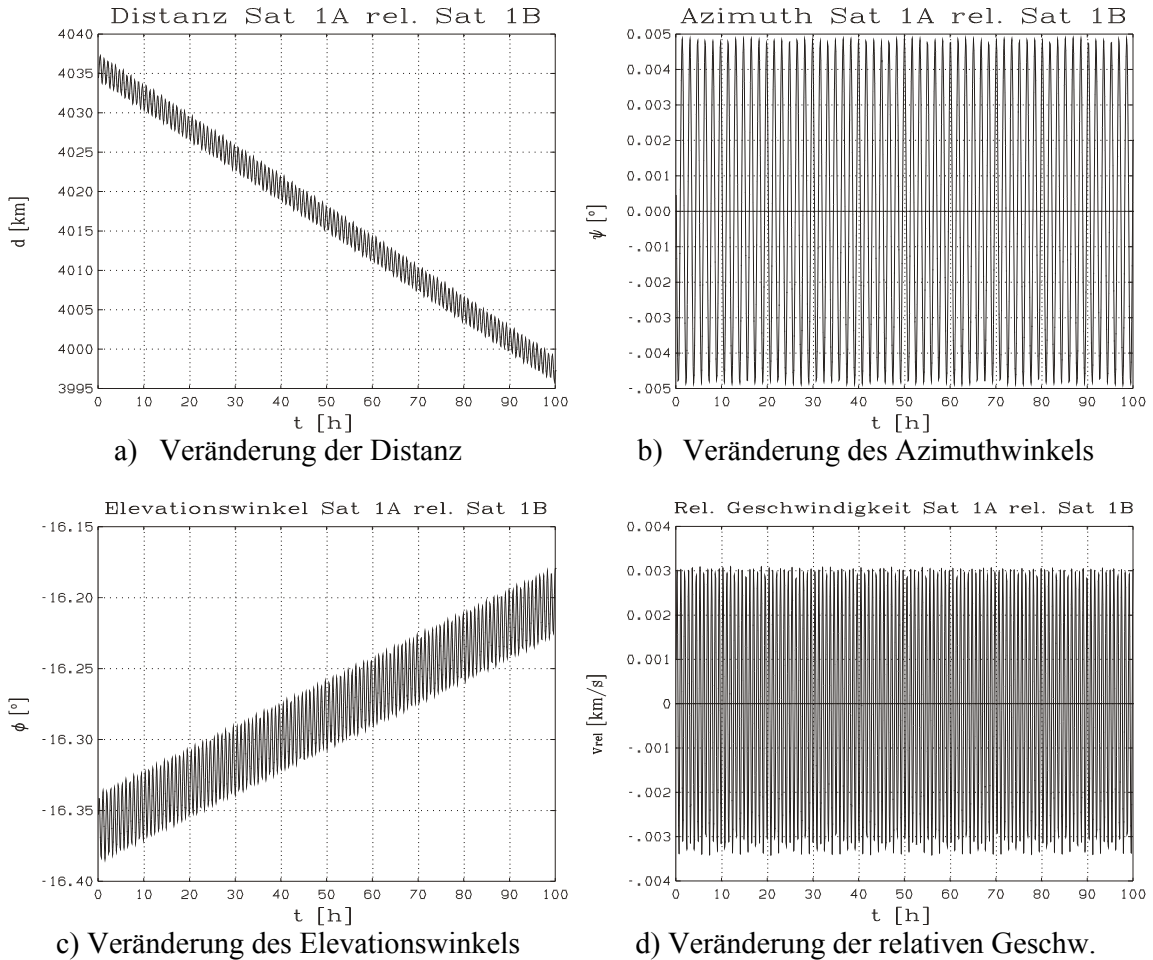 Distanz Sat 1A rel. Sat 1B
4040
4035
4030
4025
4020
4015
4010
4005
4000
3995
d [km]
0 10 20 30 40 50 60 70 80 90 100
t [h]
a) Veränderung der Distanz
Azimuth Sat 1A rel. Sat 1B
0.005
0.004
0.003
0.002
0.001
0.000
-.001
-.002
-.003
-.004
-.005
ψ [°]
0 10 20 30 40 50 60 70 80 90 100
t [h]
b) Veränderung des Azimuthwinkels
Elevationswinkel Sat 1A rel. Sat 1B
-16.15
-16.20
-16.25
-16.30
-16.35
-16.40
ϕ [°]
0 10 20 30 40 50 60 70 80 90 100
t [h]
c) Veränderung des Elevationswinkels
Rel. Geschwindigkeit Sat 1A rel. Sat 1B
0.004
0.003
0.002
0.001
0
-.001
-.002
-.003
-.004
Vrel [km/s]
0 10 20 30 40 50 60 70 80 90 100
t [h]
d) Veränderung der relativen Geschw.